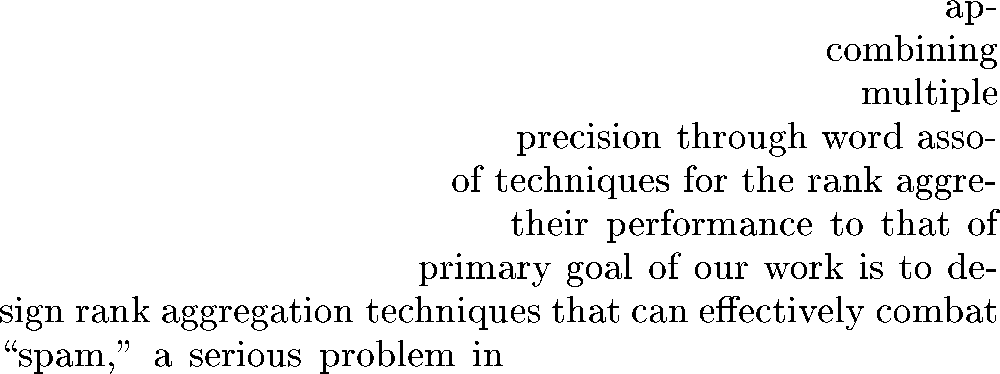 ap-
combining
multiple
precision through word asso-
of techniques for the rank aggre-
their performance to that of
primary goal of our work is to de-
sign rank aggregation techniques that can effectively combat
“spam,” a serious problem in